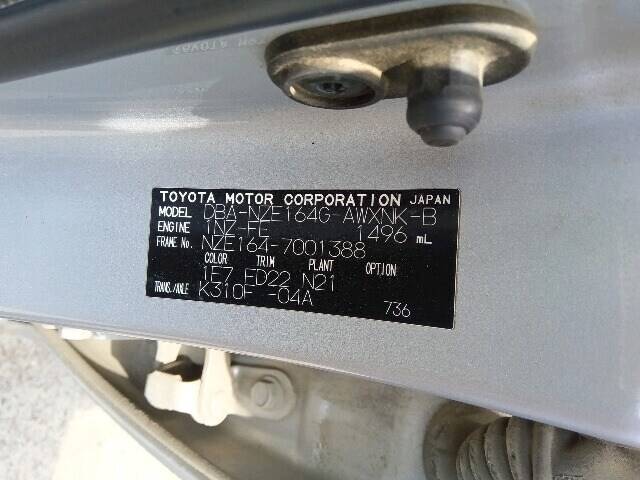 TOYOTA MOTOR CORPORATION JAPAN
MODEL DBA-NZE164G-AWXNK-B
ENGINE 1NZ-FE 1496 mL
FRAME No. NZE164-7001388
COLOR TRIM PLANT OPTION
1F7 FD22 N21
TRANS./AXLE K310F -04A
736